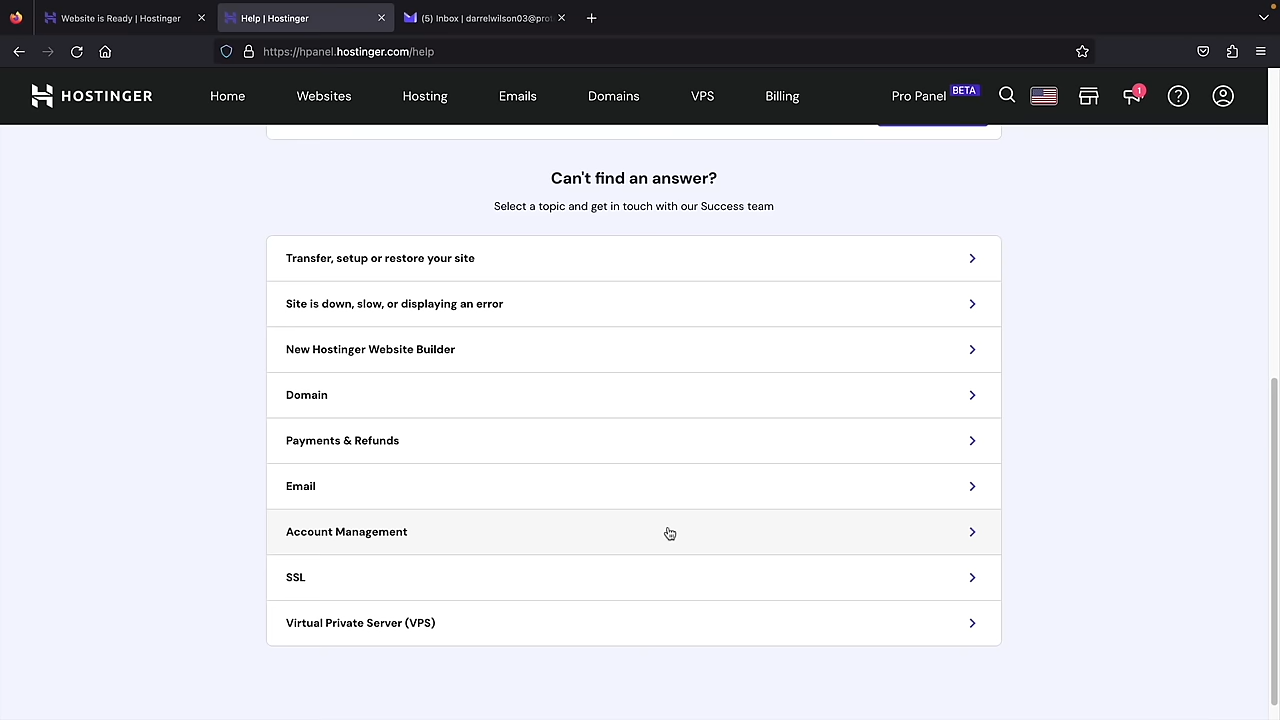 Website is Ready | Hostinger
Help | Hostinger
(5) Inbox | darrelwilson03@pro
https://hpanel.hostinger.com/help
HOSTINGER
Home
Websites
Hosting
Emails
Domains
VPS
Billing
Pro Panel BETA
1
Can't find an answer?
Select a topic and get in touch with our Success team
Transfer, setup or restore your site
Site is down, slow, or displaying an error
New Hostinger Website Builder
Domain
Payments & Refunds
Email
Account Management
SSL
Virtual Private Server (VPS)